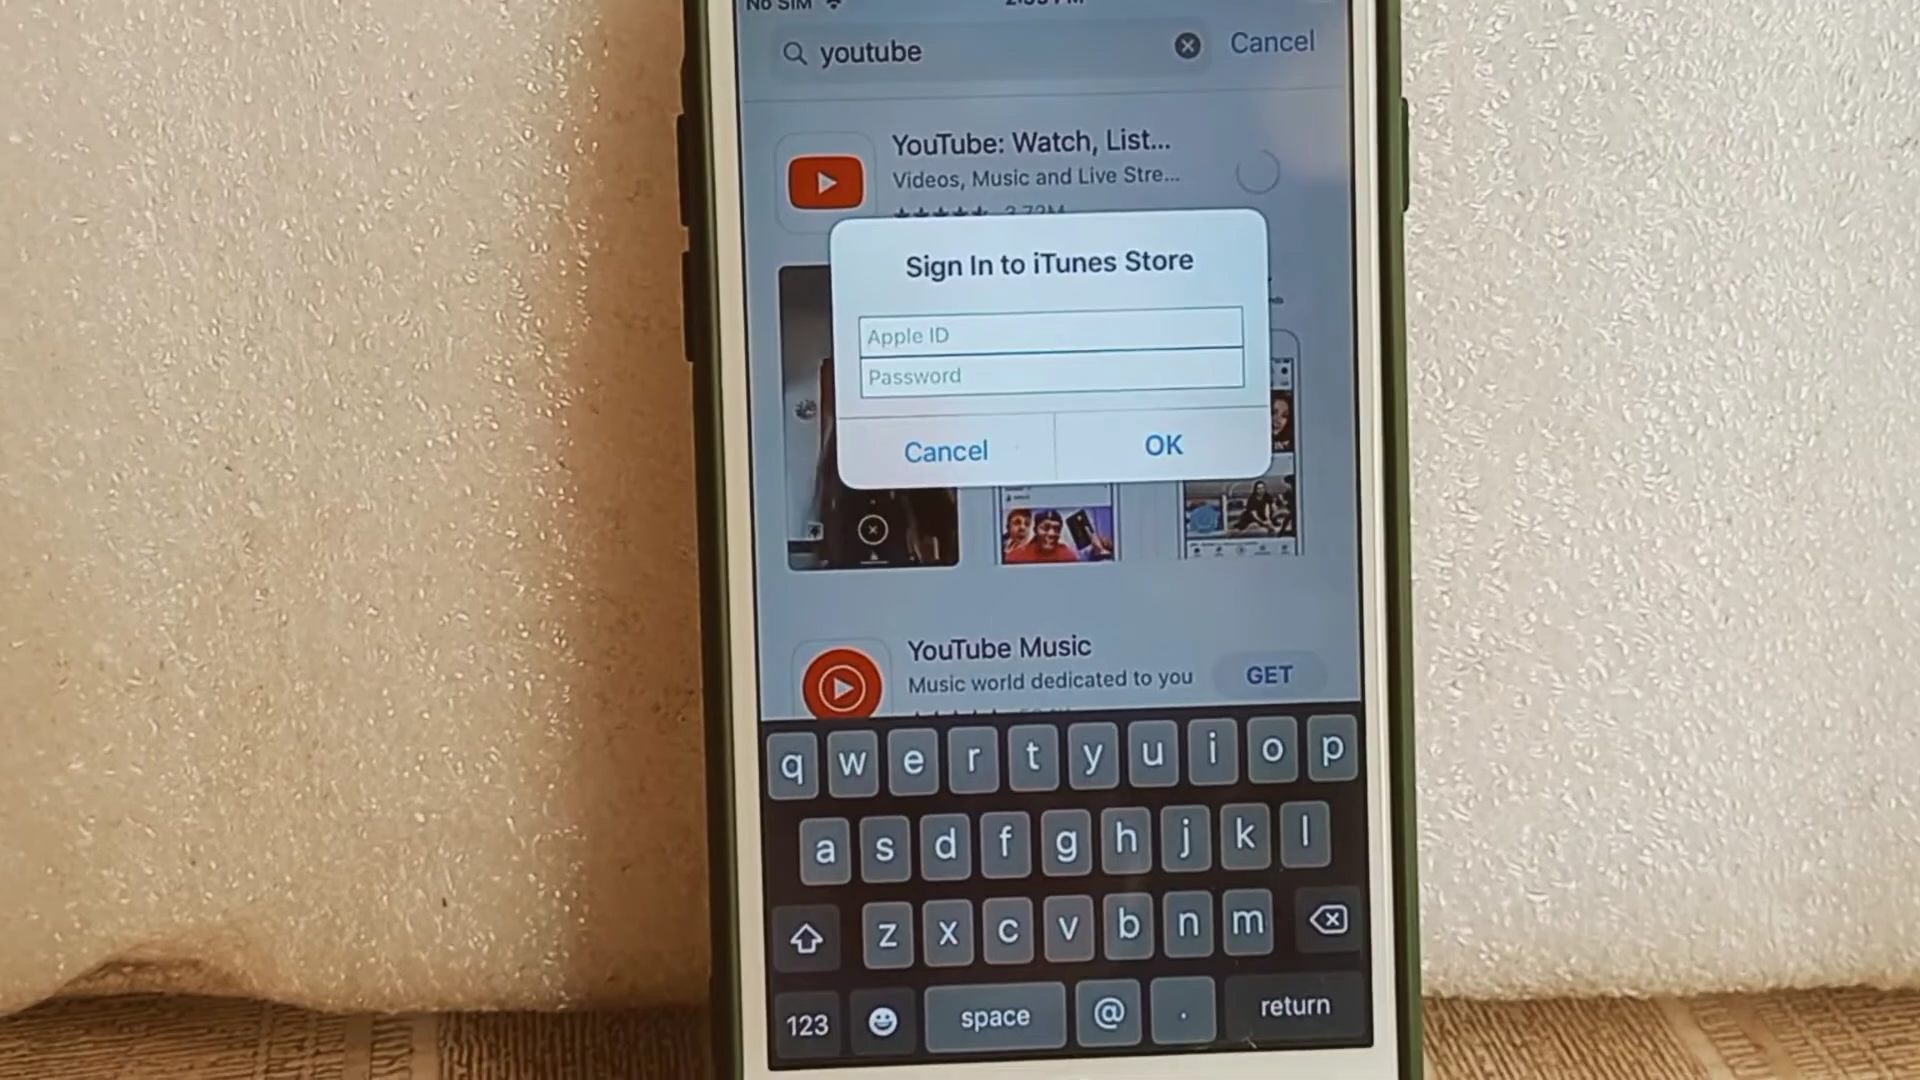 No SIM
youtube
Cancel
YouTube: Watch, List...
Videos, Music and Live Stre...
Sign In to iTunes Store
Apple ID
Password
Cancel
OK
YouTube Music
Music world dedicated to you
GET
q w e r t y u i o p
a s d f g h j k l
z x c v b n m
123
space
@
.
return